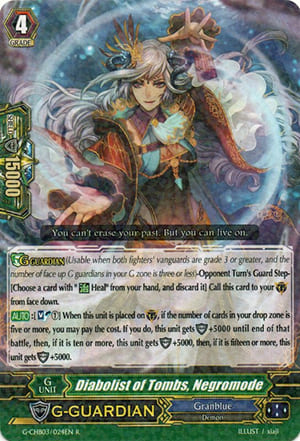 4
GRADE
SHIELD
15000
You can't erase your past. But you can live on.
G GUARDIAN (Usable when both fighters' vanguards are grade 3 or greater, and the
number of face up G guardians in your G zone is three or less)-Opponent Turn's Guard Step-
[Choose a card with "Heal" from your hand, and discard it] Call this card to your (G)
from face down.
AUTO: [1] When this unit is placed on (G), if the number of cards in your drop zone is
five or more, you may pay the cost. If you do, this unit gets +5000 until end of that
battle, then, if it is ten or more, this unit gets +5000, then, if it is fifteen or more, this
unit gets +5000.
G
UNIT
Diabolist of Tombs, Negromode
G-GUARDIAN
Granblue
Demon
G-CHB03/024EN R
ILLUST / xiaji